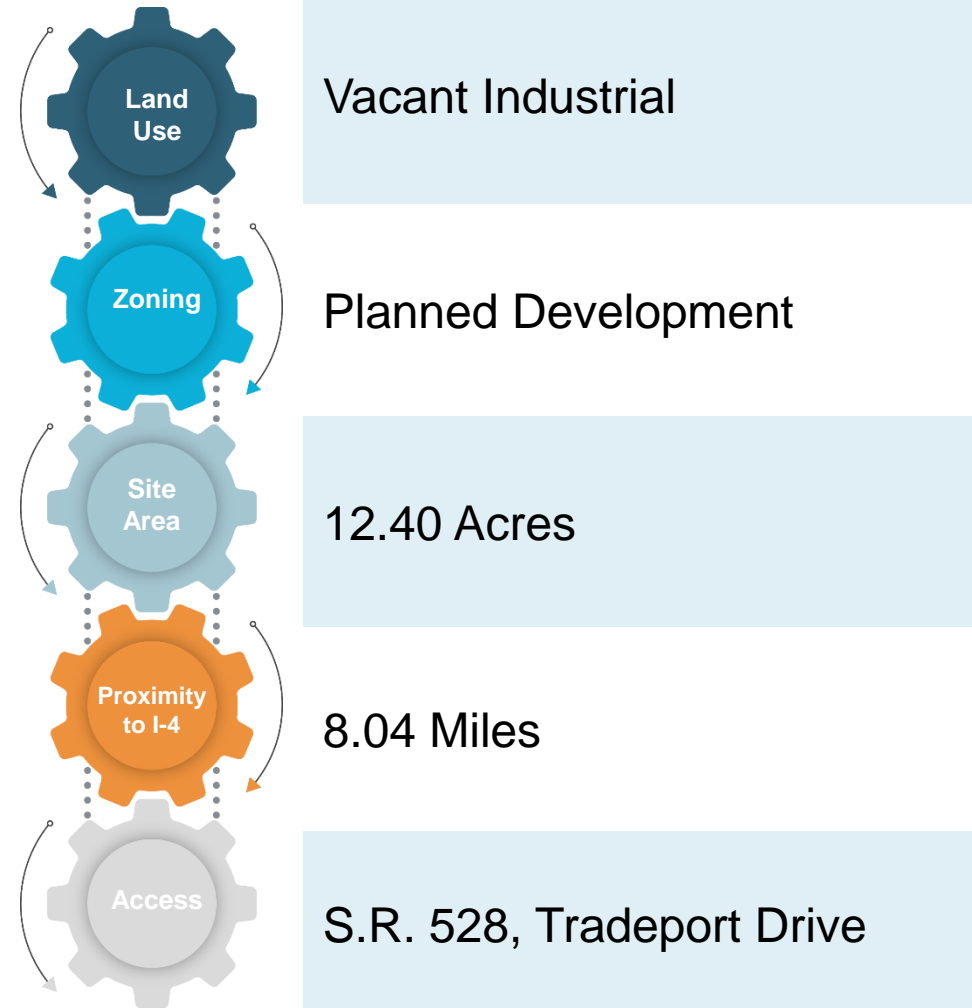 Land
Use
Vacant Industrial
Zoning
Planned Development
Site
Area
12.40 Acres
Proximity
to I-4
8.04 Miles
Access
S.R. 528, Tradeport Drive